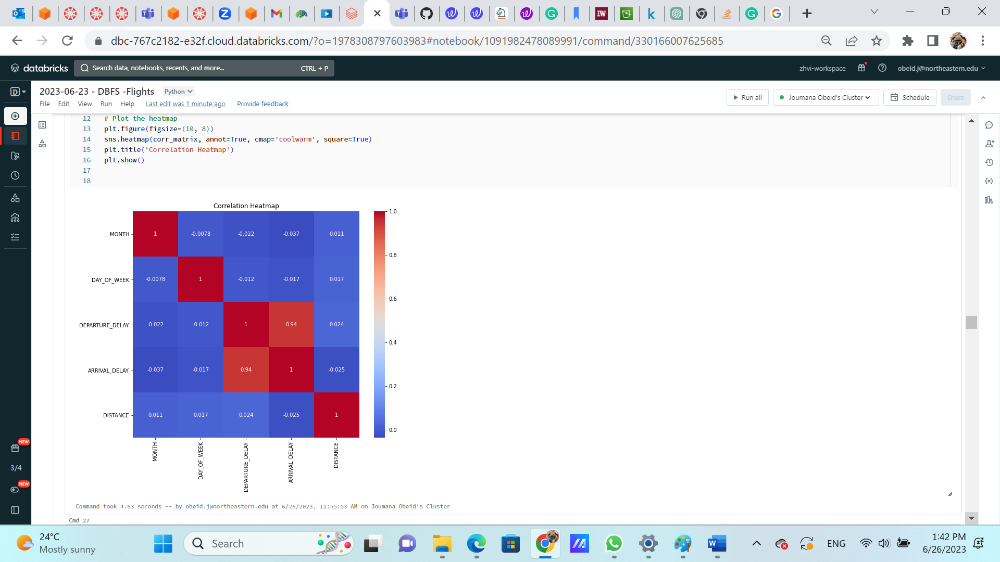 dbc-767c2182-e32f.cloud.databricks.com/?o=1978308797603983#notebook/1091982478089991/command/330166007625685
databricks
Search data, notebooks, recents, and more...
CTRL + P
zhvi-workspace
obeid.j@northeastern.edu
D
2023-06-23 - DBFS -Flights
Python
File Edit View Run Help Last edit was 1 minute ago Provide feedback
Run all
Joumana Obeid's Cluster
Schedule
Share
12 # Plot the heatmap
13 plt.figure(figsize=(10, 8))
14 sns.heatmap(corr_matrix, annot=True, cmap='coolwarm', square=True)
15 plt.title('Correlation Heatmap')
16 plt.show()
17
18
Correlation Heatmap
MONTH 1 -0.0078 -0.022 -0.037 0.011
DAY_OF_WEEK -0.0078 1 -0.012 -0.017 0.017
DEPARTURE_DELAY -0.022 -0.012 1 0.94 0.024
ARRIVAL_DELAY -0.037 -0.017 0.94 1 -0.025
DISTANCE 0.011 0.017 0.024 -0.025 1
MONTH
DAY_OF_WEEK
DEPARTURE_DELAY
ARRIVAL_DELAY
DISTANCE
1.0
0.8
0.6
0.4
0.2
0.0
Command took 4.63 seconds -- by obeid.j@northeastern.edu at 6/26/2023, 11:55:53 AM on Joumana Obeid's Cluster
Cmd 27
NEW
3/4
NEW
24°C
Mostly sunny
Search
ENG
1:42 PM
6/26/2023